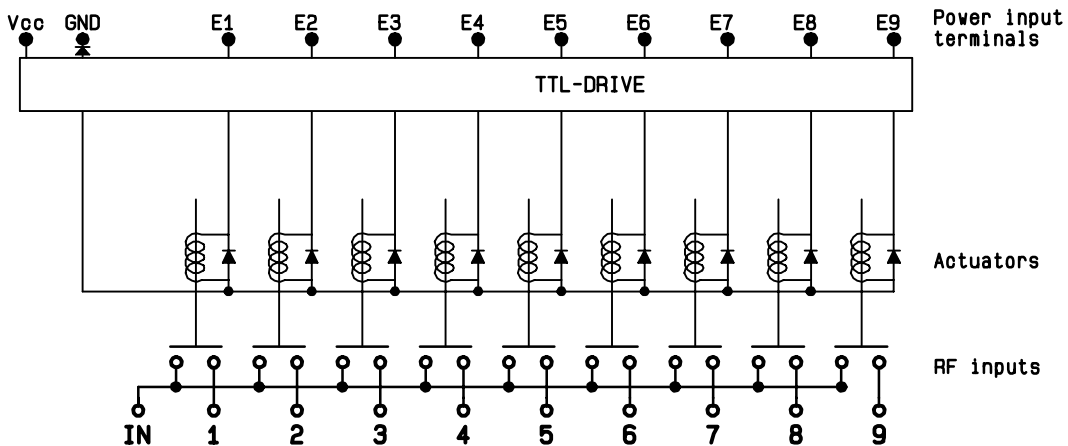 Vcc GND E1 E2 E3 E4 E5 E6 E7 E8 E9 Power input
terminals
TTL-DRIVE
Actuators
RF inputs
IN 1 2 3 4 5 6 7 8 9